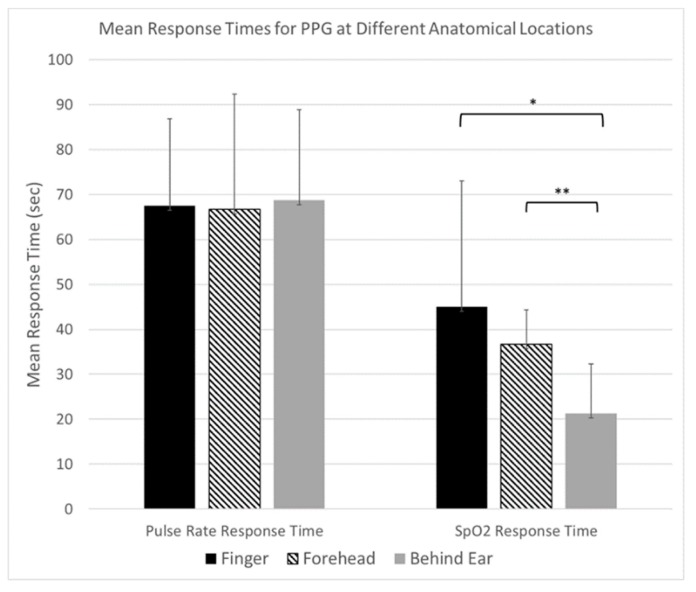 Mean Response Times for PPG at Different Anatomical Locations
100
90
80
70
60
50
40
30
20
10
0
Mean Response Time (sec)
*
**
Pulse Rate Response Time
SpO2 Response Time
Finger
Forehead
Behind Ear